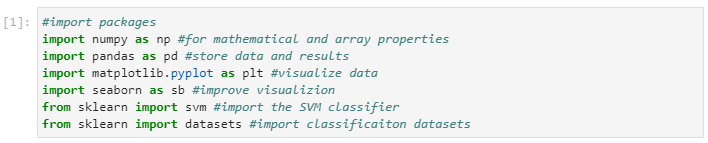 [1]: #import packages
import numpy as np #for mathematical and array properties
import pandas as pd #store data and results
import matplotlib.pyplot as plt #visualize data
import seaborn as sb #improve visualizion
from sklearn import svm #import the SVM classifier
from sklearn import datasets #import classificaiton datasets